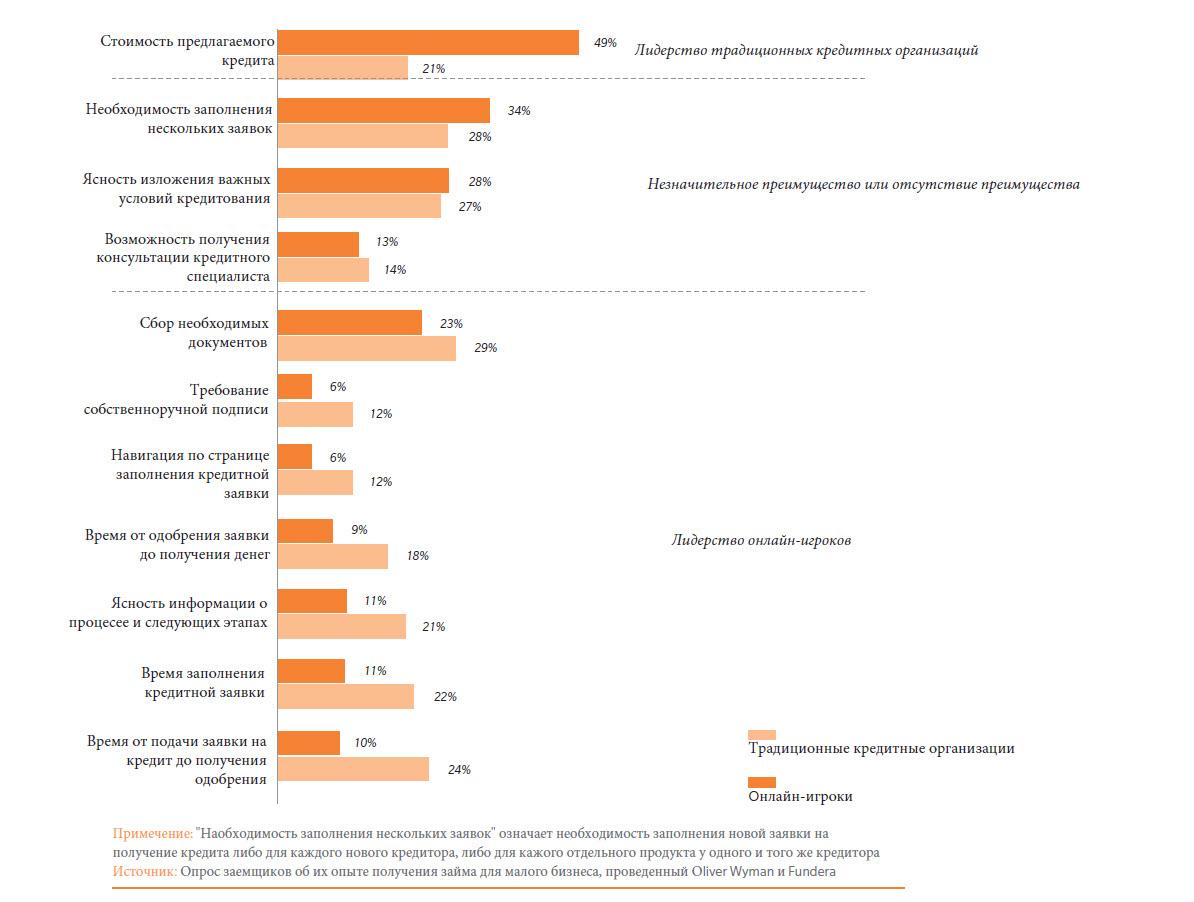 Стоимость предлагаемого
кредита
49%
21%
Лидерство традиционных кредитных организаций
Необходимость заполнения
нескольких заявок
34%
28%
Ясность изложения важных
условий кредитования
28%
27%
Незначительное преимущество или отсутствие преимущества
Возможность получения
консультации кредитного
специалиста
13%
14%
Сбор необходимых
документов
23%
29%
Требование
собственноручной подписи
6%
12%
Навигация по странице
заполнения кредитной
заявки
6%
12%
Время от одобрения заявки
до получения денег
9%
18%
Лидерство онлайн-игроков
Ясность информации о
процесее и следующих этапах
11%
21%
Время заполнения
кредитной заявки
11%
22%
Время от подачи заявки на
кредит до получения
одобрения
10%
24%
Традиционные кредитные организации
Онлайн-игроки
Примечение: "Наобходимость заполнения нескольких заявок" означает необходимость заполнения новой заявки на
получение кредита либо для каждого нового кредитора, либо для кажого отдельного продукта у одного и того же кредитора
Источник: Опрос заемщиков об их опыте получения займа для малого бизнеса, проведенный Oliver Wyman и Fundera